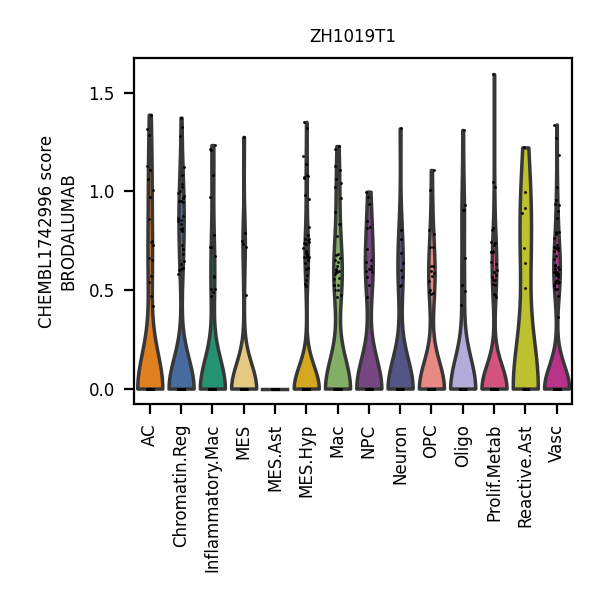 ZH1019T1
CHEMBL1742996 score
BRODALUMAB
1.5
1.0
0.5
0.0
AC
Chromatin.Reg
Inflammatory.Mac
MES
MES.Ast
MES.Hyp
Mac
NPC
Neuron
OPC
Oligo
Prolif.Metab
Reactive.Ast
Vasc